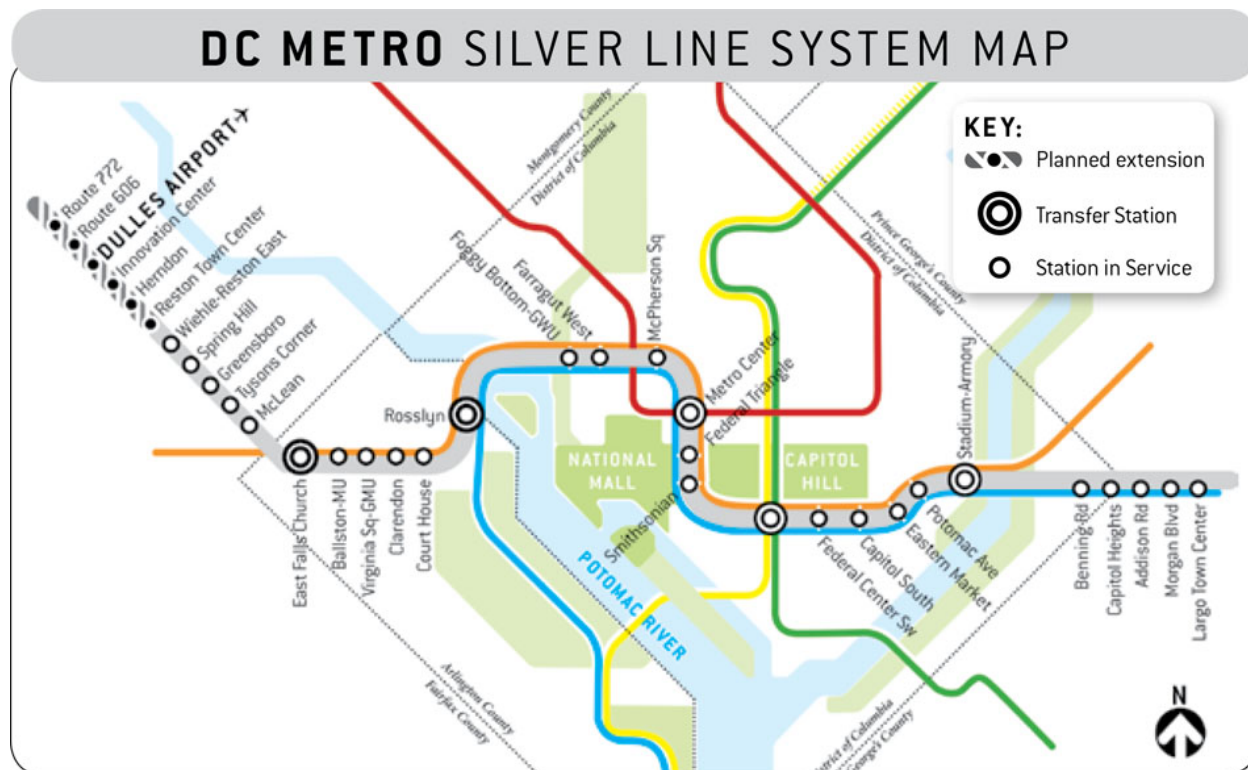 DC METRO SILVER LINE SYSTEM MAP
KEY:
Planned extension
Transfer Station
Station in Service
Montgomery County
District of Columbia
Prince George's County
District of Columbia
Route 772
Route 606
DULLES AIRPORT
Innovation Center
Herndon
Reston Town Center
Wiehle-Reston East
Spring Hill
Greensboro
Tysons Corner
McLean
East Falls Church
Ballston-MU
Virginia Sq-GMU
Clarendon
Court House
Rosslyn
Foggy Bottom-GWU
Farragut West
McPherson Sq
Metro Center
Federal Triangle
Smithsonian
NATIONAL
MALL
CAPITOL
HILL
Federal Center Sw
Capitol South
Eastern Market
Potomac Ave
Stadium-Armory
Benning Rd
Capitol Heights
Addison Rd
Morgan Blvd
Largo Town Center
POTOMAC RIVER
Arlington County
Fairfax County
District of Columbia
George's County
N